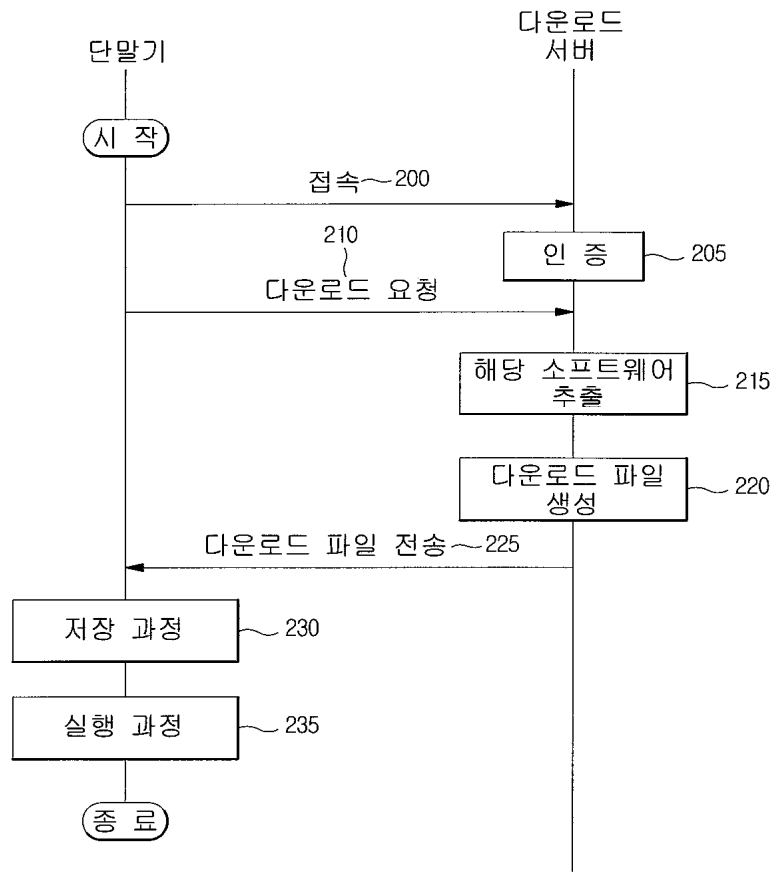 단말기
다운로드
서버
시 작
접속 200
인 증 205
210
다운로드 요청
해당 소프트웨어
추출
215
다운로드 파일
생성
220
다운로드 파일 전송 225
저장 과정 230
실행 과정 235
종 료